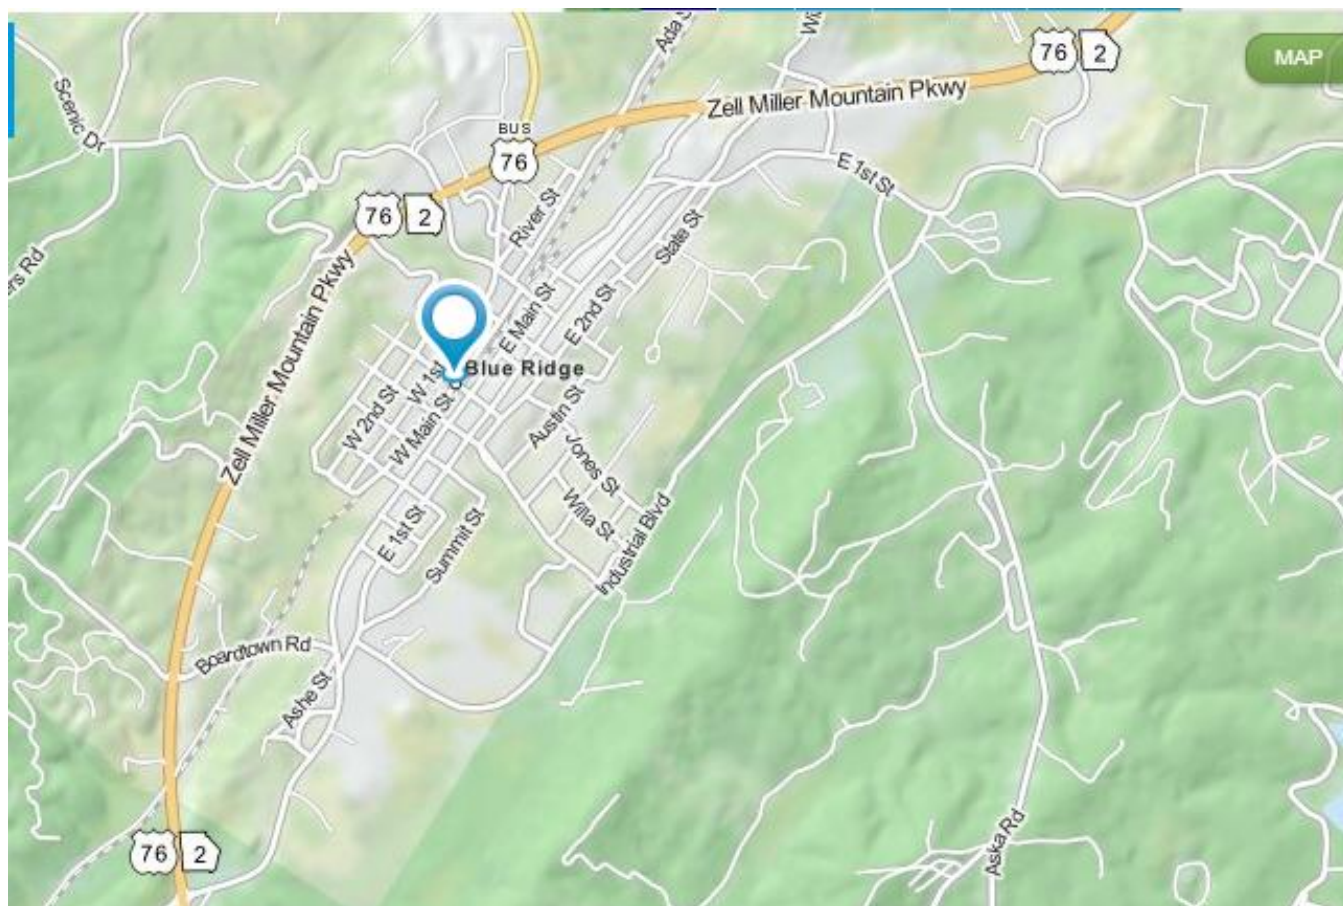 Ada S
76
2
MAP
Zell Miller Mountain Pkwy
Scenic Dr
BUS
76
E 1st St
76
2
River St
State St
ers Rd
Zell Miller Mountain Pkwy
E Main St
E 2nd St
Blue Ridge
W 1st
W 2nd St
W Main St
Austin St
Jones St
Willa St
Industrial Blvd
E 1st St
Summit St
Boardtown Rd
Ashe St
76
2
Aska Rd